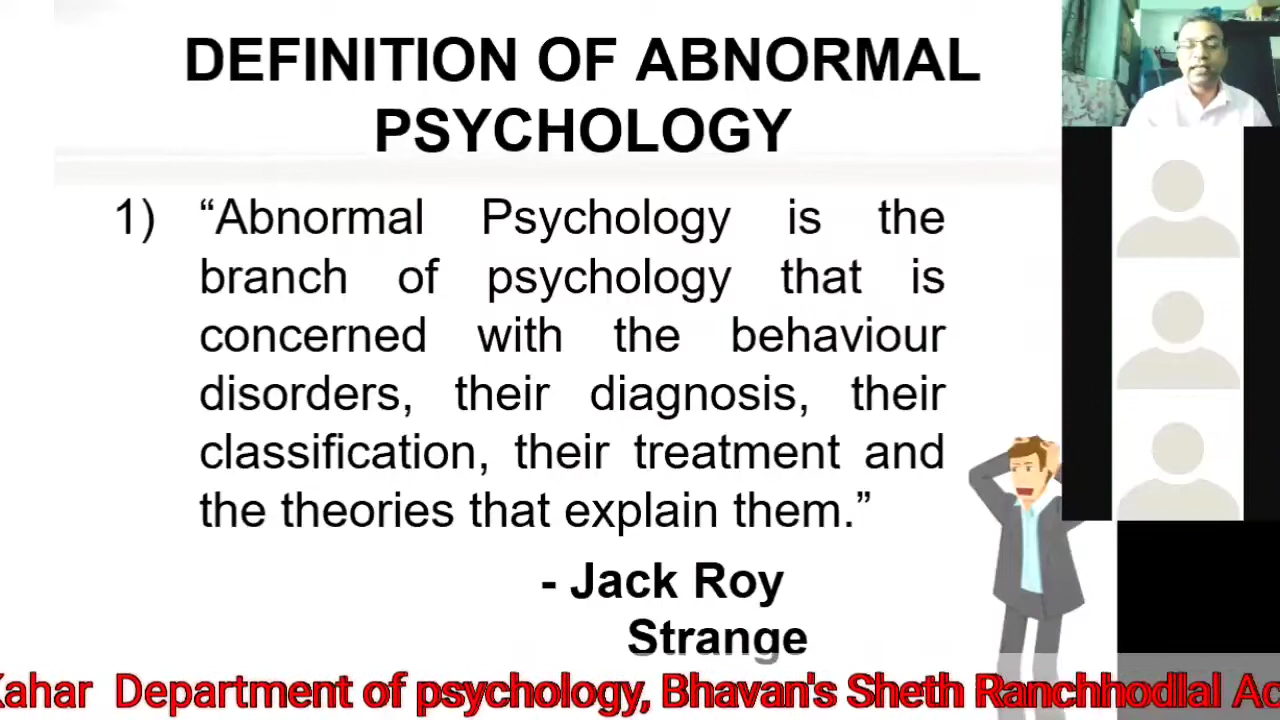 DEFINITION OF ABNORMAL
PSYCHOLOGY
1) “Abnormal Psychology is the
branch of psychology that is
concerned with the behaviour
disorders, their diagnosis, their
classification, their treatment and
the theories that explain them.”
- Jack Roy
Strange
Kahar Department of psychology, Bhavan's Sheth Ranchhodlal Ac